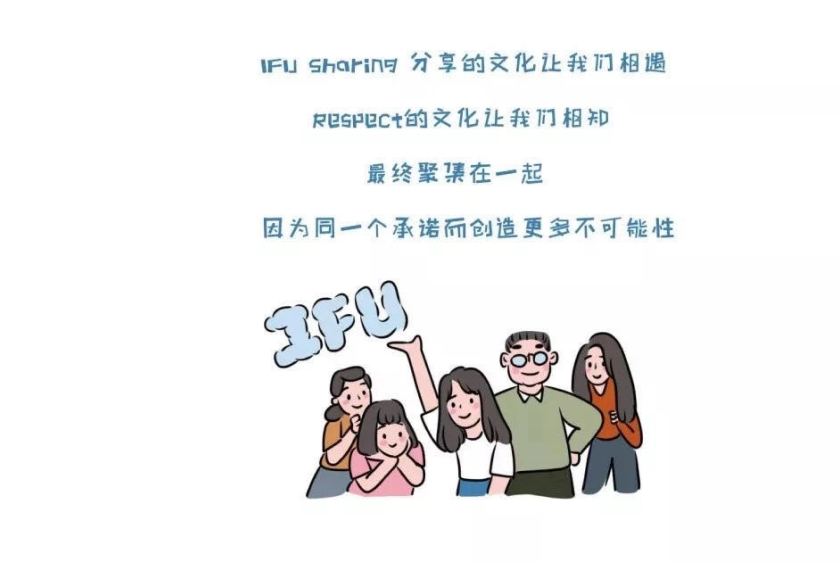 IFU sharing 分享的文化让我们相遇
Respect的文化让我们相知
最终聚集在一起
因为同一个承诺而创造更多不可能性
IFU